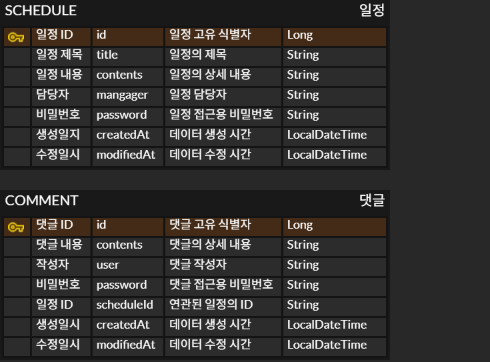 SCHEDULE 일정
일정 ID id 일정 고유 식별자 Long
일정 제목 title 일정의 제목 String
일정 내용 contents 일정의 상세 내용 String
담당자 mangager 일정 담당자 String
비밀번호 password 일정 접근용 비밀번호 String
생성일지 createdAt 데이터 생성 시간 LocalDateTime
수정일시 modifiedAt 데이터 수정 시간 LocalDateTime
COMMENT 댓글
댓글 ID id 댓글 고유 식별자 Long
댓글 내용 contents 댓글의 상세 내용 String
작성자 user 댓글 작성자 String
비밀번호 password 댓글 접근용 비밀번호 String
일정 ID scheduleId 연관된 일정의 ID String
생성일시 createdAt 데이터 생성 시간 LocalDateTime
수정일시 modifiedAt 데이터 수정 시간 LocalDateTime